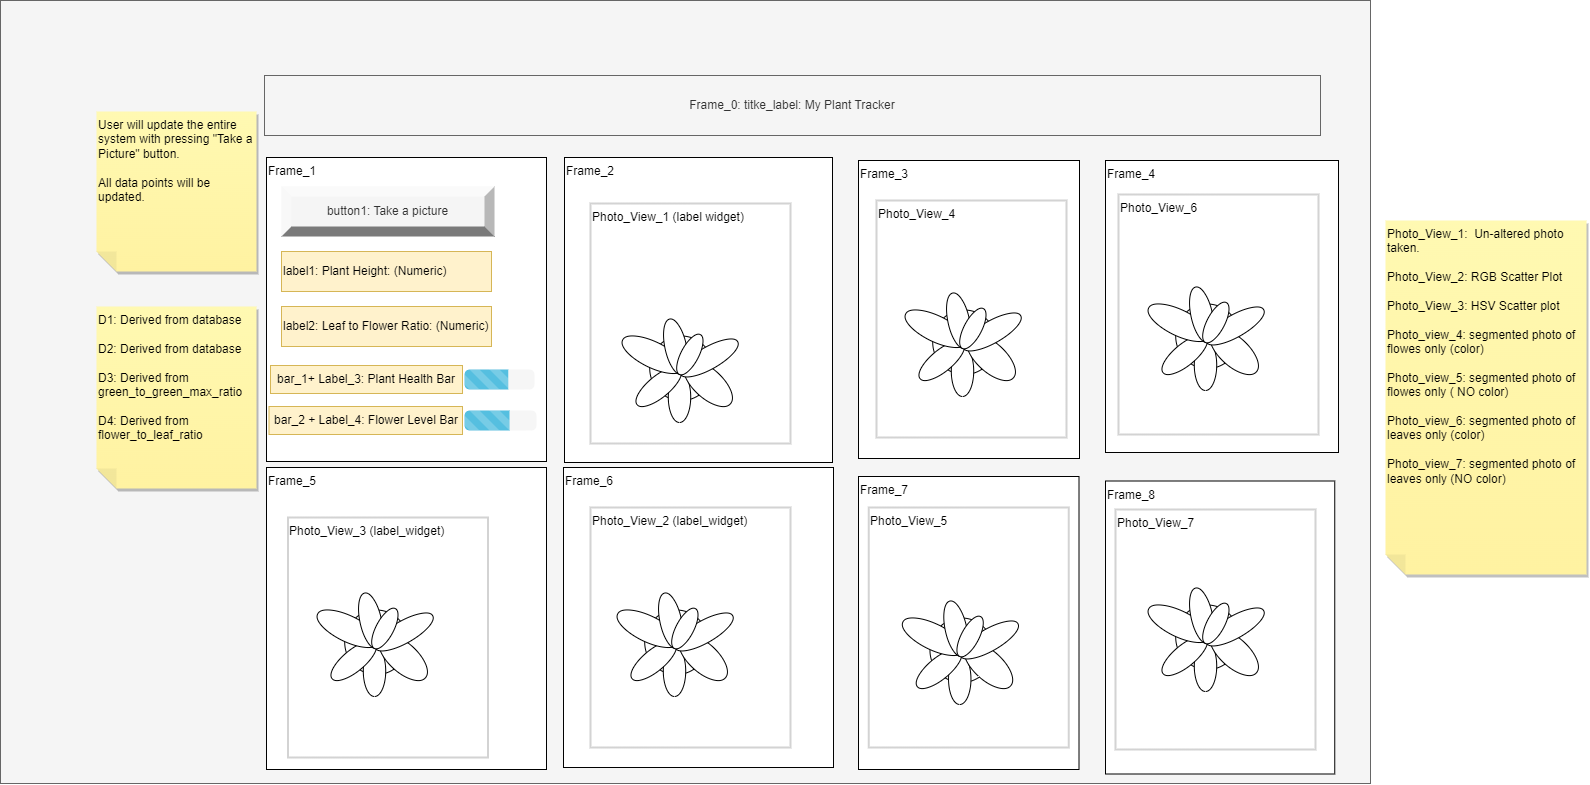 Frame_0: titke_label: My Plant Tracker
User will update the entire
system with pressing "Take a
Picture" button.
All data points will be
updated.
D1: Derived from database
D2: Derived from database
D3: Derived from
green_to_green_max_ratio
D4: Derived from
flower_to_leaf_ratio
Frame_1
button1: Take a picture
label1: Plant Height: (Numeric)
label2: Leaf to Flower Ratio: (Numeric)
bar_1+ Label_3: Plant Health Bar
bar_2 + Label_4: Flower Level Bar
Frame_2
Photo_View_1 (label widget)
Frame_3
Photo_View_4
Frame_4
Photo_View_6
Frame_5
Photo_View_3 (label_widget)
Frame_6
Photo_View_2 (label_widget)
Frame_7
Photo_View_5
Frame_8
Photo_View_7
Photo_View_1:  Un-altered photo
taken.
Photo_View_2: RGB Scatter Plot
Photo_View_3: HSV Scatter plot
Photo_view_4: segmented photo of
flowes only (color)
Photo_view_5: segmented photo of
flowes only ( NO color)
Photo_view_6: segmented photo of
leaves only (color)
Photo_view_7: segmented photo of
leaves only (NO color)